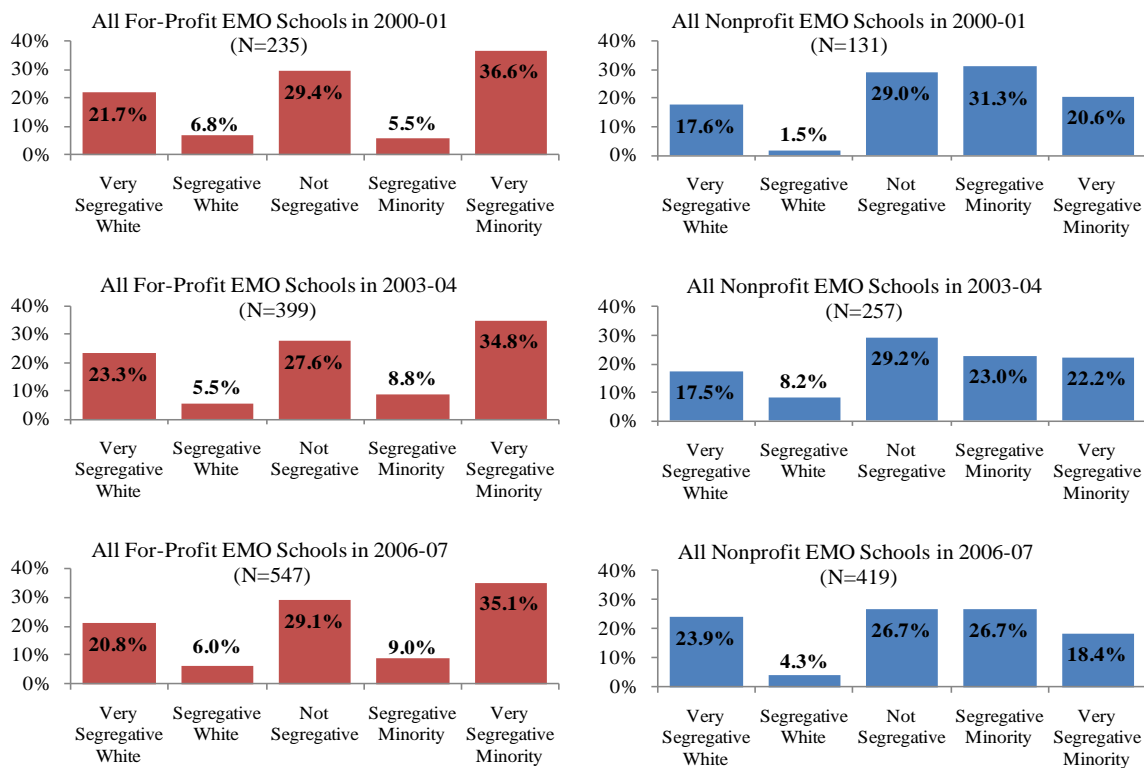 All For-Profit EMO Schools in 2000-01
(N=235)
40%
30%
20%
10%
0%
21.7%
6.8%
29.4%
5.5%
36.6%
Very Segregative White
Segregative White
Not Segregative
Segregative Minority
Very Segregative Minority
All Nonprofit EMO Schools in 2000-01
(N=131)
40%
30%
20%
10%
0%
17.6%
1.5%
29.0%
31.3%
20.6%
Very Segregative White
Segregative White
Not Segregative
Segregative Minority
Very Segregative Minority
All For-Profit EMO Schools in 2003-04
(N=399)
40%
30%
20%
10%
0%
23.3%
5.5%
27.6%
8.8%
34.8%
Very Segregative White
Segregative White
Not Segregative
Segregative Minority
Very Segregative Minority
All Nonprofit EMO Schools in 2003-04
(N=257)
40%
30%
20%
10%
0%
17.5%
8.2%
29.2%
23.0%
22.2%
Very Segregative White
Segregative White
Not Segregative
Segregative Minority
Very Segregative Minority
All For-Profit EMO Schools in 2006-07
(N=547)
40%
30%
20%
10%
0%
20.8%
6.0%
29.1%
9.0%
35.1%
Very Segregative White
Segregative White
Not Segregative
Segregative Minority
Very Segregative Minority
All Nonprofit EMO Schools in 2006-07
(N=419)
40%
30%
20%
10%
0%
23.9%
4.3%
26.7%
26.7%
18.4%
Very Segregative White
Segregative White
Not Segregative
Segregative Minority
Very Segregative Minority